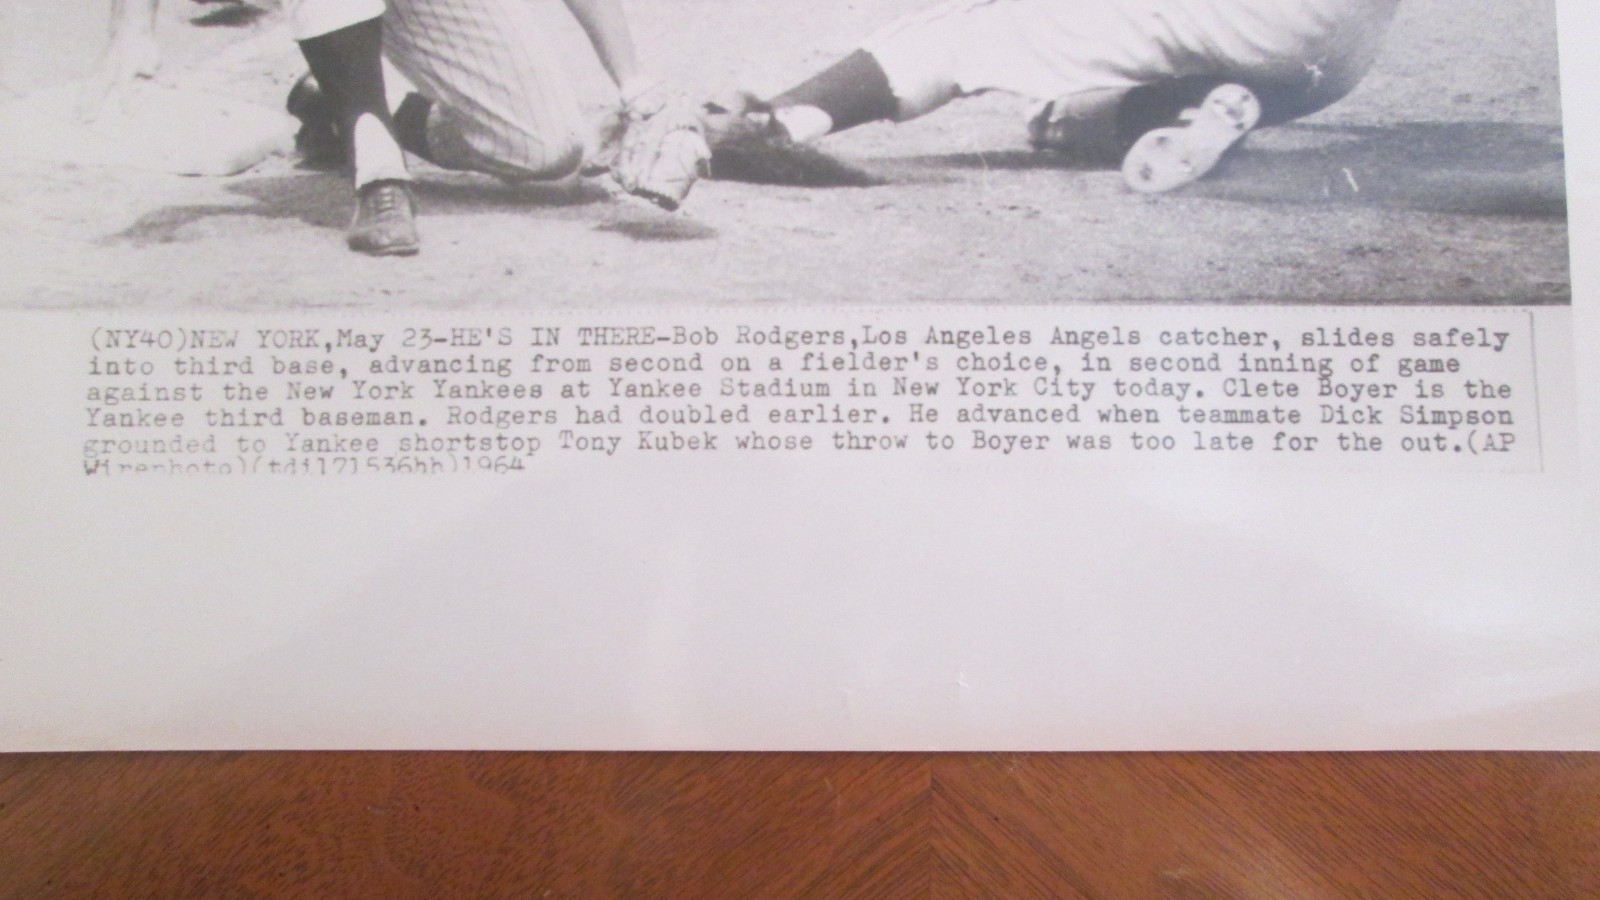 (NY40)NEW YORK,May 23-HE'S IN THERE-Bob Rodgers,Los Angeles Angels catcher, slides safely
into third base, advancing from second on a fielder's choice, in second inning of game
against the New York Yankees at Yankee Stadium in New York City today. Clete Boyer is the
Yankee third baseman. Rodgers had doubled earlier. He advanced when teammate Dick Simpson
grounded to Yankee shortstop Tony Kubek whose throw to Boyer was too late for the out.(AP
Wirephoto)(tdj171536hh)1964